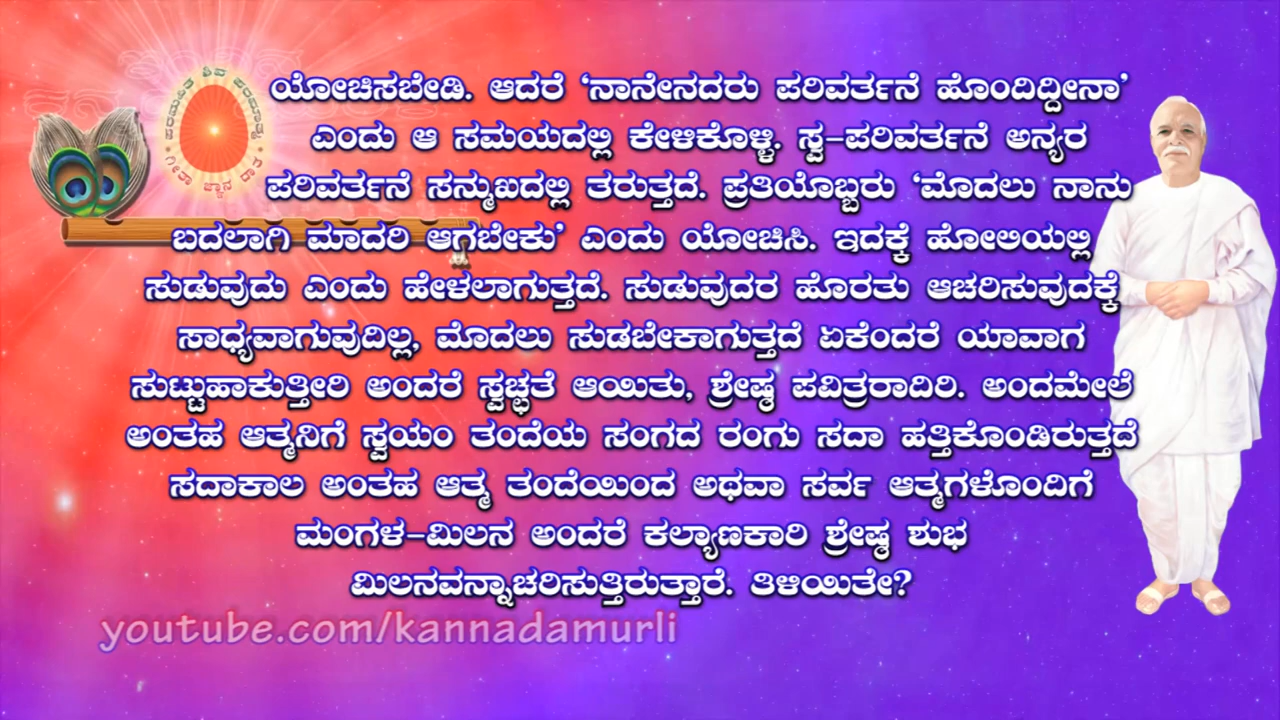 ಯೋಚಿಸಬೇಡಿ. ಆದರೆ ‘ನಾನೇನದರು ಪರಿವರ್ತನೆ ಹೊಂದಿದ್ದೀನಾ’
ಎಂದು ಆ ಸಮಯದಲ್ಲಿ ಕೇಳಿಕೊಳ್ಳಿ. ಸ್ವ-ಪರಿವರ್ತನೆ ಅನ್ಯರ
ಪರಿವರ್ತನೆ ಸನ್ಮುಖದಲ್ಲಿ ತರುತ್ತದೆ. ಪ್ರತಿಯೊಬ್ಬರು ‘ಮೊದಲು ನಾನು
ಬದಲಾಗಿ ಮಾದರಿ ಆಗಬೇಕು’ ಎಂದು ಯೋಚಿಸಿ. ಇದಕ್ಕೆ ಹೋಲಿಯಲ್ಲಿ
ಸುಡುವುದು ಎಂದು ಹೇಳಲಾಗುತ್ತದೆ. ಸುಡುವುದರ ಹೊರತು ಆಚರಿಸುವುದಕ್ಕೆ
ಸಾಧ್ಯವಾಗುವುದಿಲ್ಲ, ಮೊದಲು ಸುಡಬೇಕಾಗುತ್ತದೆ ಏಕೆಂದರೆ ಯಾವಾಗ
ಸುಟ್ಟುಹಾಕುತ್ತೀರಿ ಅಂದರೆ ಸ್ವಚ್ಛತೆ ಆಯಿತು, ಶ್ರೇಷ್ಠ ಪವಿತ್ರರಾದಿರಿ. ಅಂದಮೇಲೆ
ಅಂತಹ ಆತ್ಮನಿಗೆ ಸ್ವಯಂ ತಂದೆಯ ಸಂಗದ ರಂಗು ಸದಾ ಹತ್ತಿಕೊಂಡಿರುತ್ತದೆ
ಸದಾಕಾಲ ಅಂತಹ ಆತ್ಮ ತಂದೆಯಿಂದ ಅಥವಾ ಸರ್ವ ಆತ್ಮಗಳೊಂದಿಗೆ
ಮಂಗಳ-ಮಿಲನ ಅಂದರೆ ಕಲ್ಯಾಣಕಾರಿ ಶ್ರೇಷ್ಠ ಶುಭ
ಮಿಲನವನ್ನಾಚರಿಸುತ್ತಿರುತ್ತಾರೆ. ತಿಳಿಯಿತೇ?
youtube.com/kannadamurli